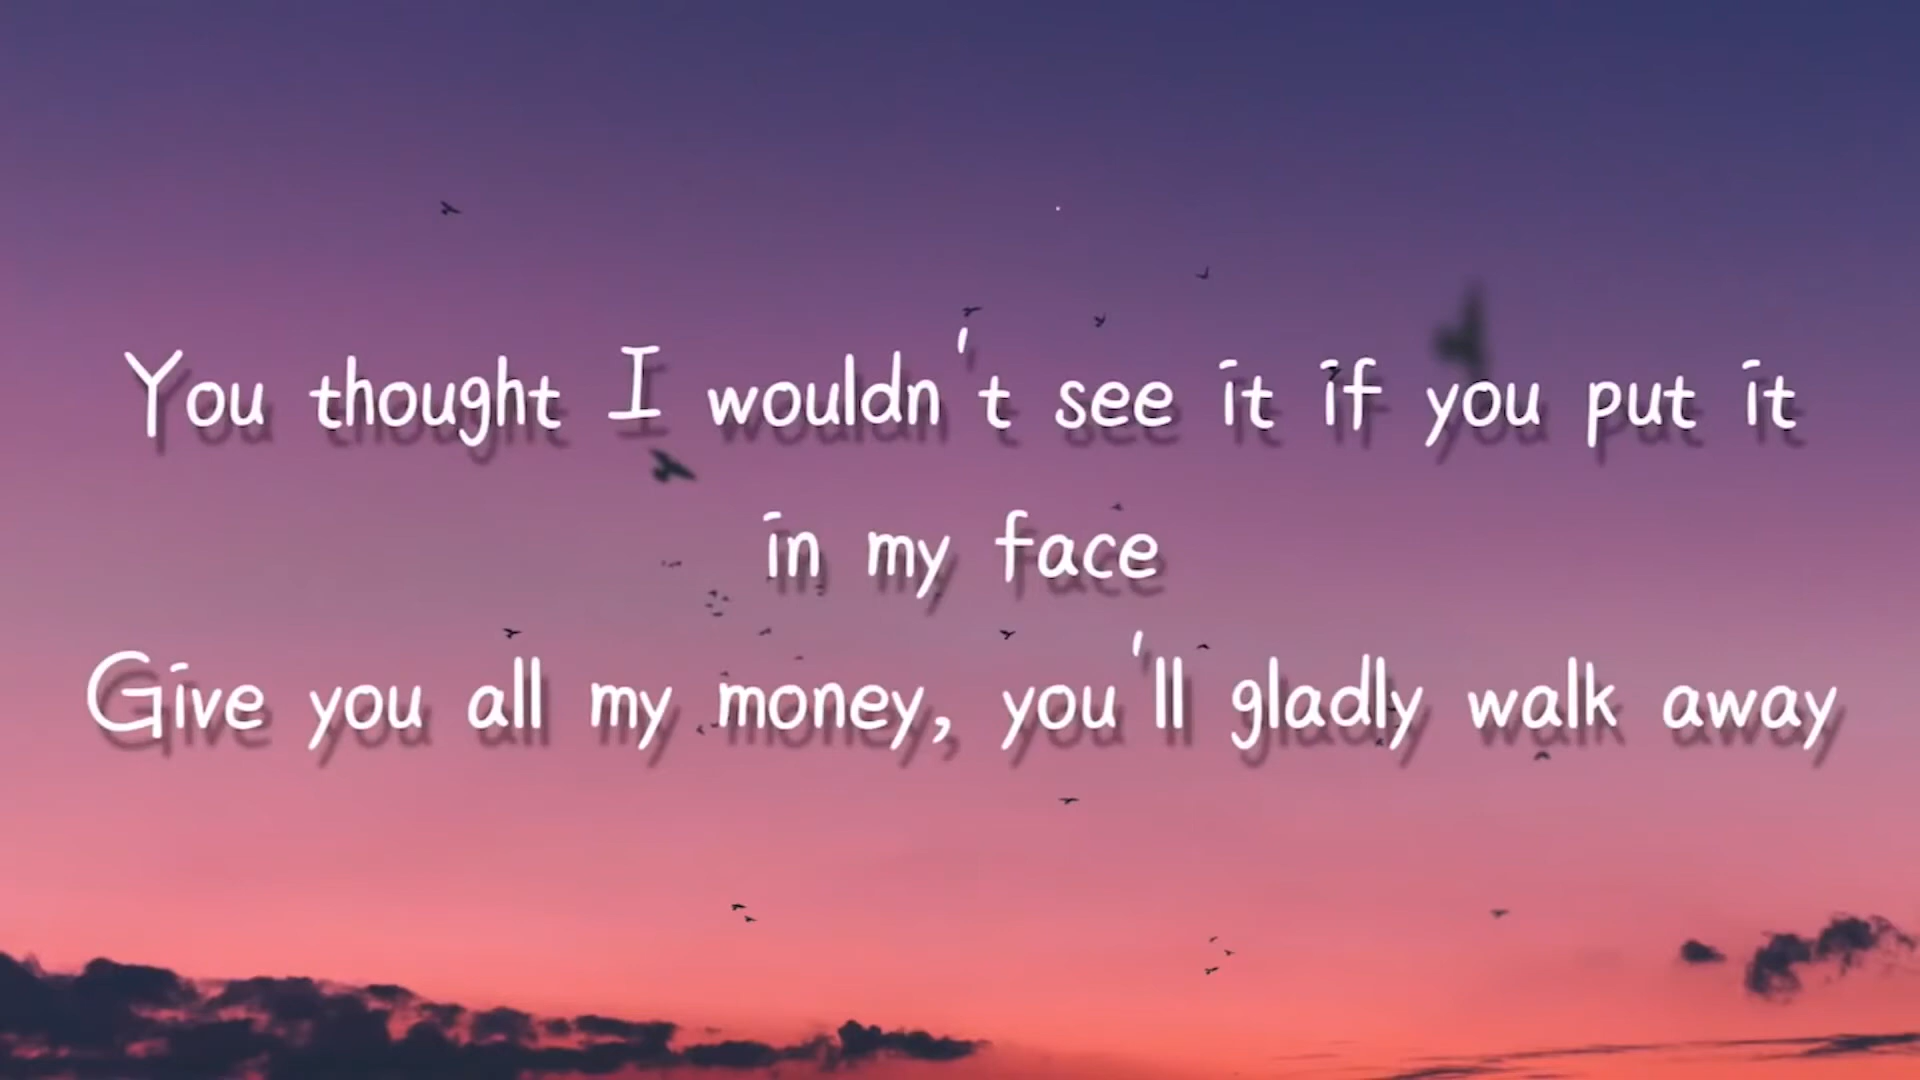 You thought I wouldn't see it if you put it
in my face
Give you all my money, you'll gladly walk away